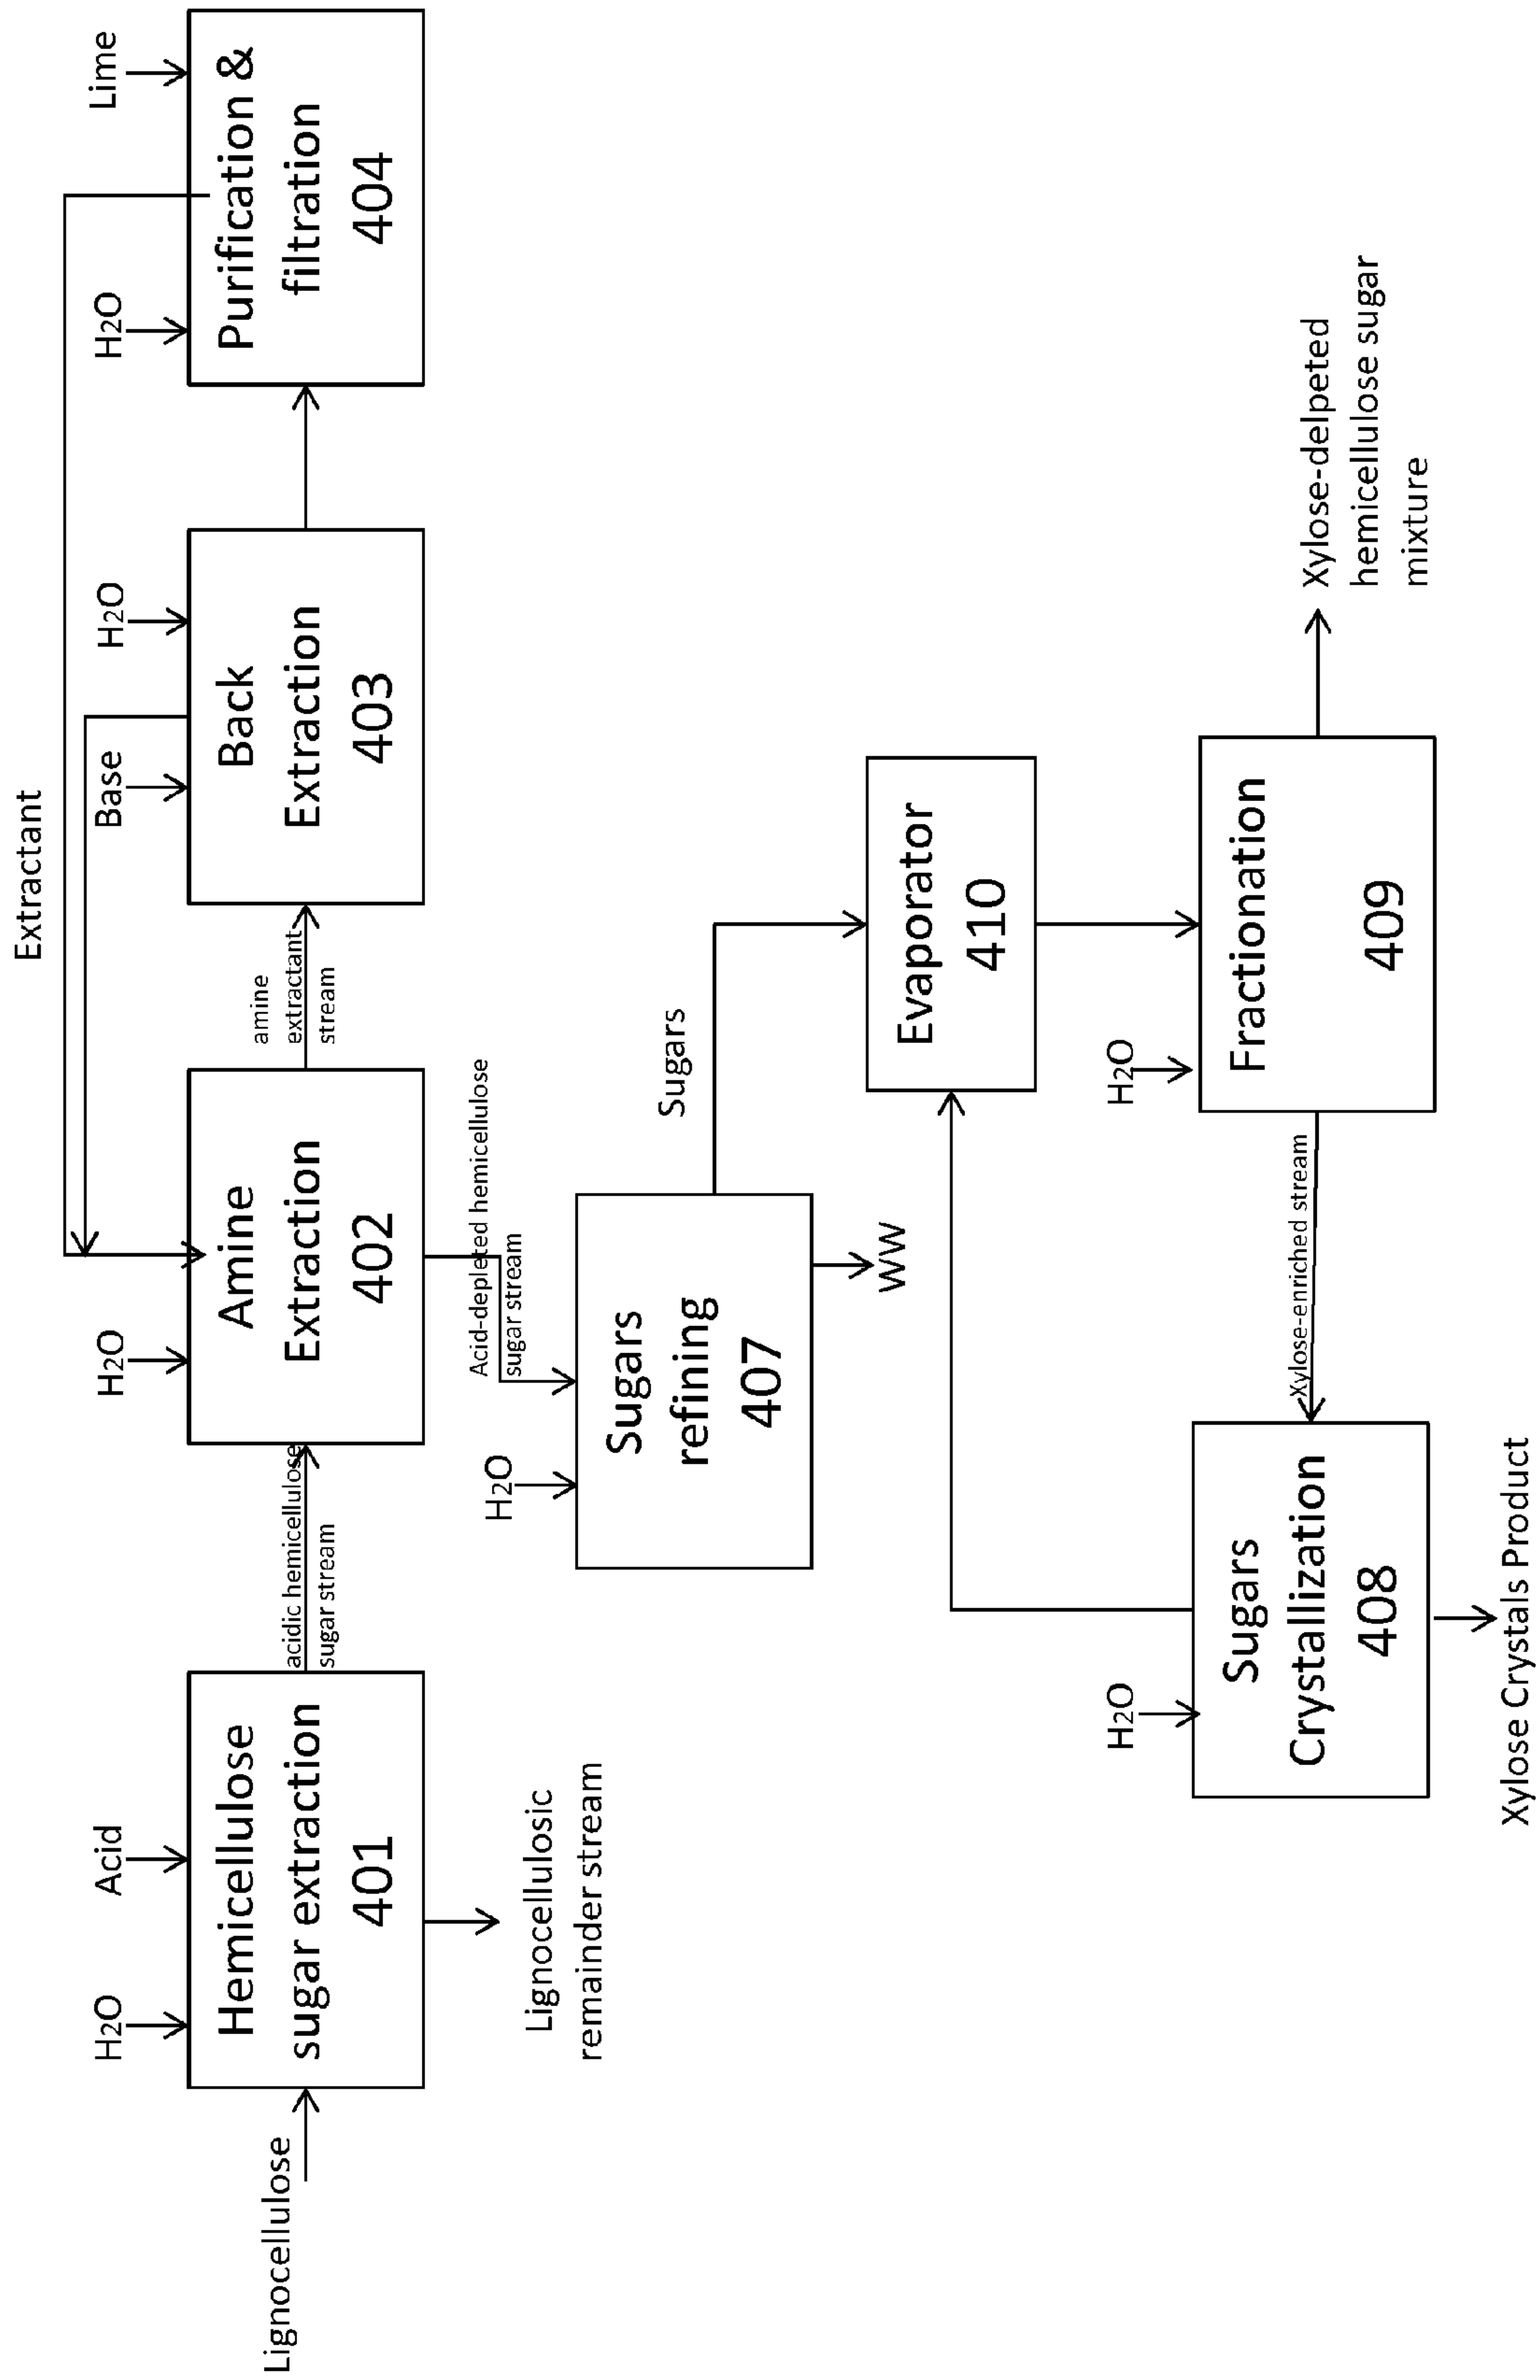 Extractant
H2O
Acid
H2O
Base
H2O
H2O
Lime
Lignocellulose
Hemicellulose
sugar extraction
401
acidic hemicellulose
sugar stream
Amine
Extraction
402
amine
extractant
stream
Back
Extraction
403
Purification &
filtration
404
Lignocellulosic
remainder stream
Acid-depleted hemicellulose
sugar stream
H2O
Sugars
refining
407
WW
Sugars
Evaporator
410
H2O
Sugars
Crystallization
408
Xylose Crystals Product
Xylose-enriched stream
H2O
Fractionation
409
Xylose-delpeted
hemicellulose sugar
mixture